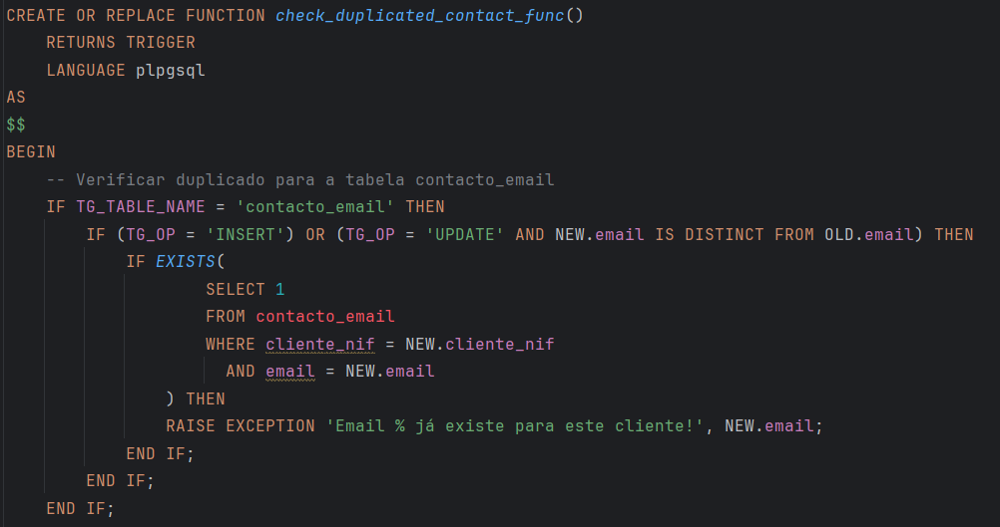 CREATE OR REPLACE FUNCTION check_duplicated_contact_func()
    RETURNS TRIGGER
    LANGUAGE plpgsql
AS
$$
BEGIN
    -- Verificar duplicado para a tabela contacto_email
    IF TG_TABLE_NAME = 'contacto_email' THEN
        IF (TG_OP = 'INSERT') OR (TG_OP = 'UPDATE' AND NEW.email IS DISTINCT FROM OLD.email) THEN
            IF EXISTS(
                    SELECT 1
                    FROM contacto_email
                    WHERE cliente_nif = NEW.cliente_nif
                      AND email = NEW.email
                ) THEN
                RAISE EXCEPTION 'Email % já existe para este cliente!', NEW.email;
            END IF;
        END IF;
    END IF;